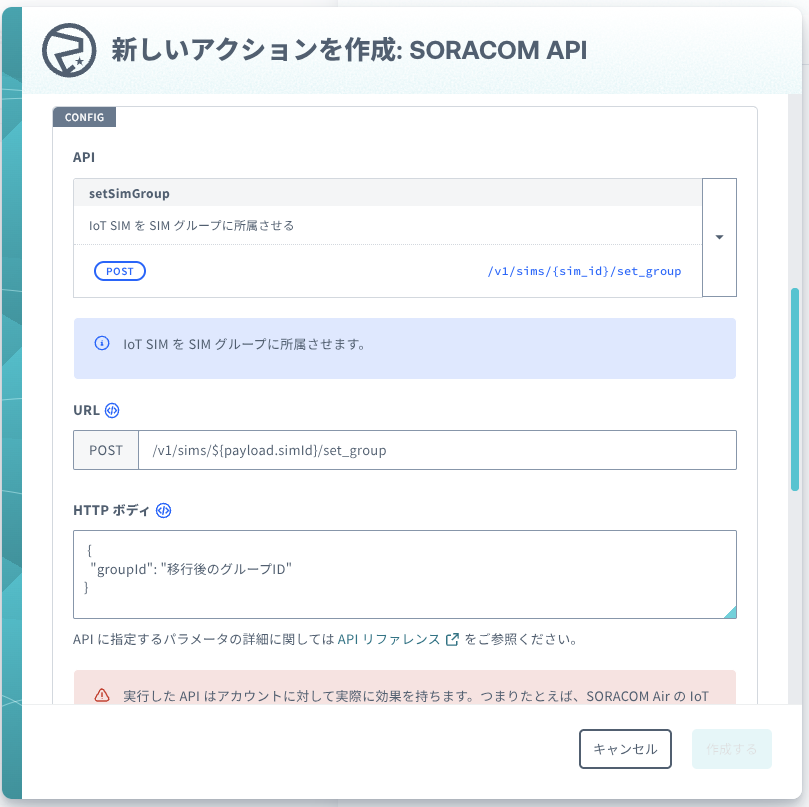 新しいアクションを作成: SORACOM API
CONFIG
API
setSimGroup
IoT SIM を SIM グループに所属させる
POST
/v1/sims/{sim_id}/set_group
IoT SIM を SIM グループに所属させます。
URL
POST
/v1/sims/${payload.simId}/set_group
HTTP ボディ
{
"groupId": "移行後のグループID"
}
API に指定するパラメータの詳細に関しては API リファレンス をご参照ください。
実行した API はアカウントに対して実際に効果を持ちます。つまりたとえば、SORACOM Air の IoT
キャンセル
作成する